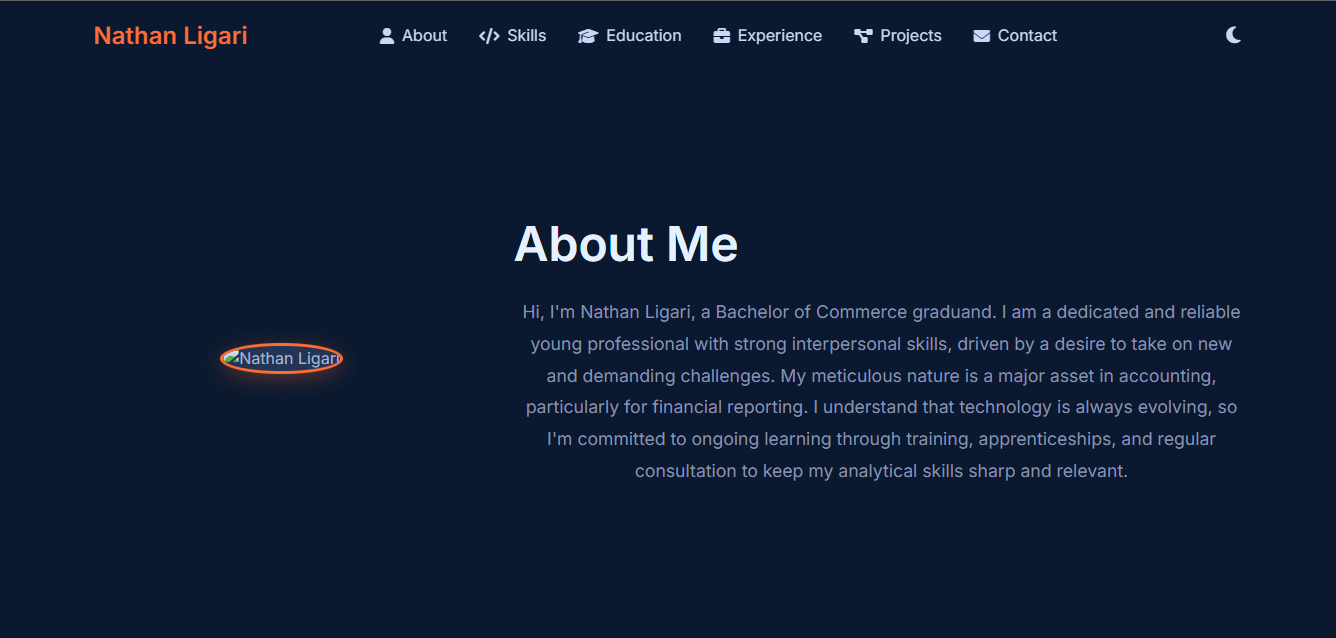 Nathan Ligari
About
Skills
Education
Experience
Projects
Contact
About Me
Hi, I'm Nathan Ligari, a Bachelor of Commerce graduand. I am a dedicated and reliable
young professional with strong interpersonal skills, driven by a desire to take on new
and demanding challenges. My meticulous nature is a major asset in accounting,
particularly for financial reporting. I understand that technology is always evolving, so
I'm committed to ongoing learning through training, apprenticeships, and regular
consultation to keep my analytical skills sharp and relevant.
Nathan Ligari